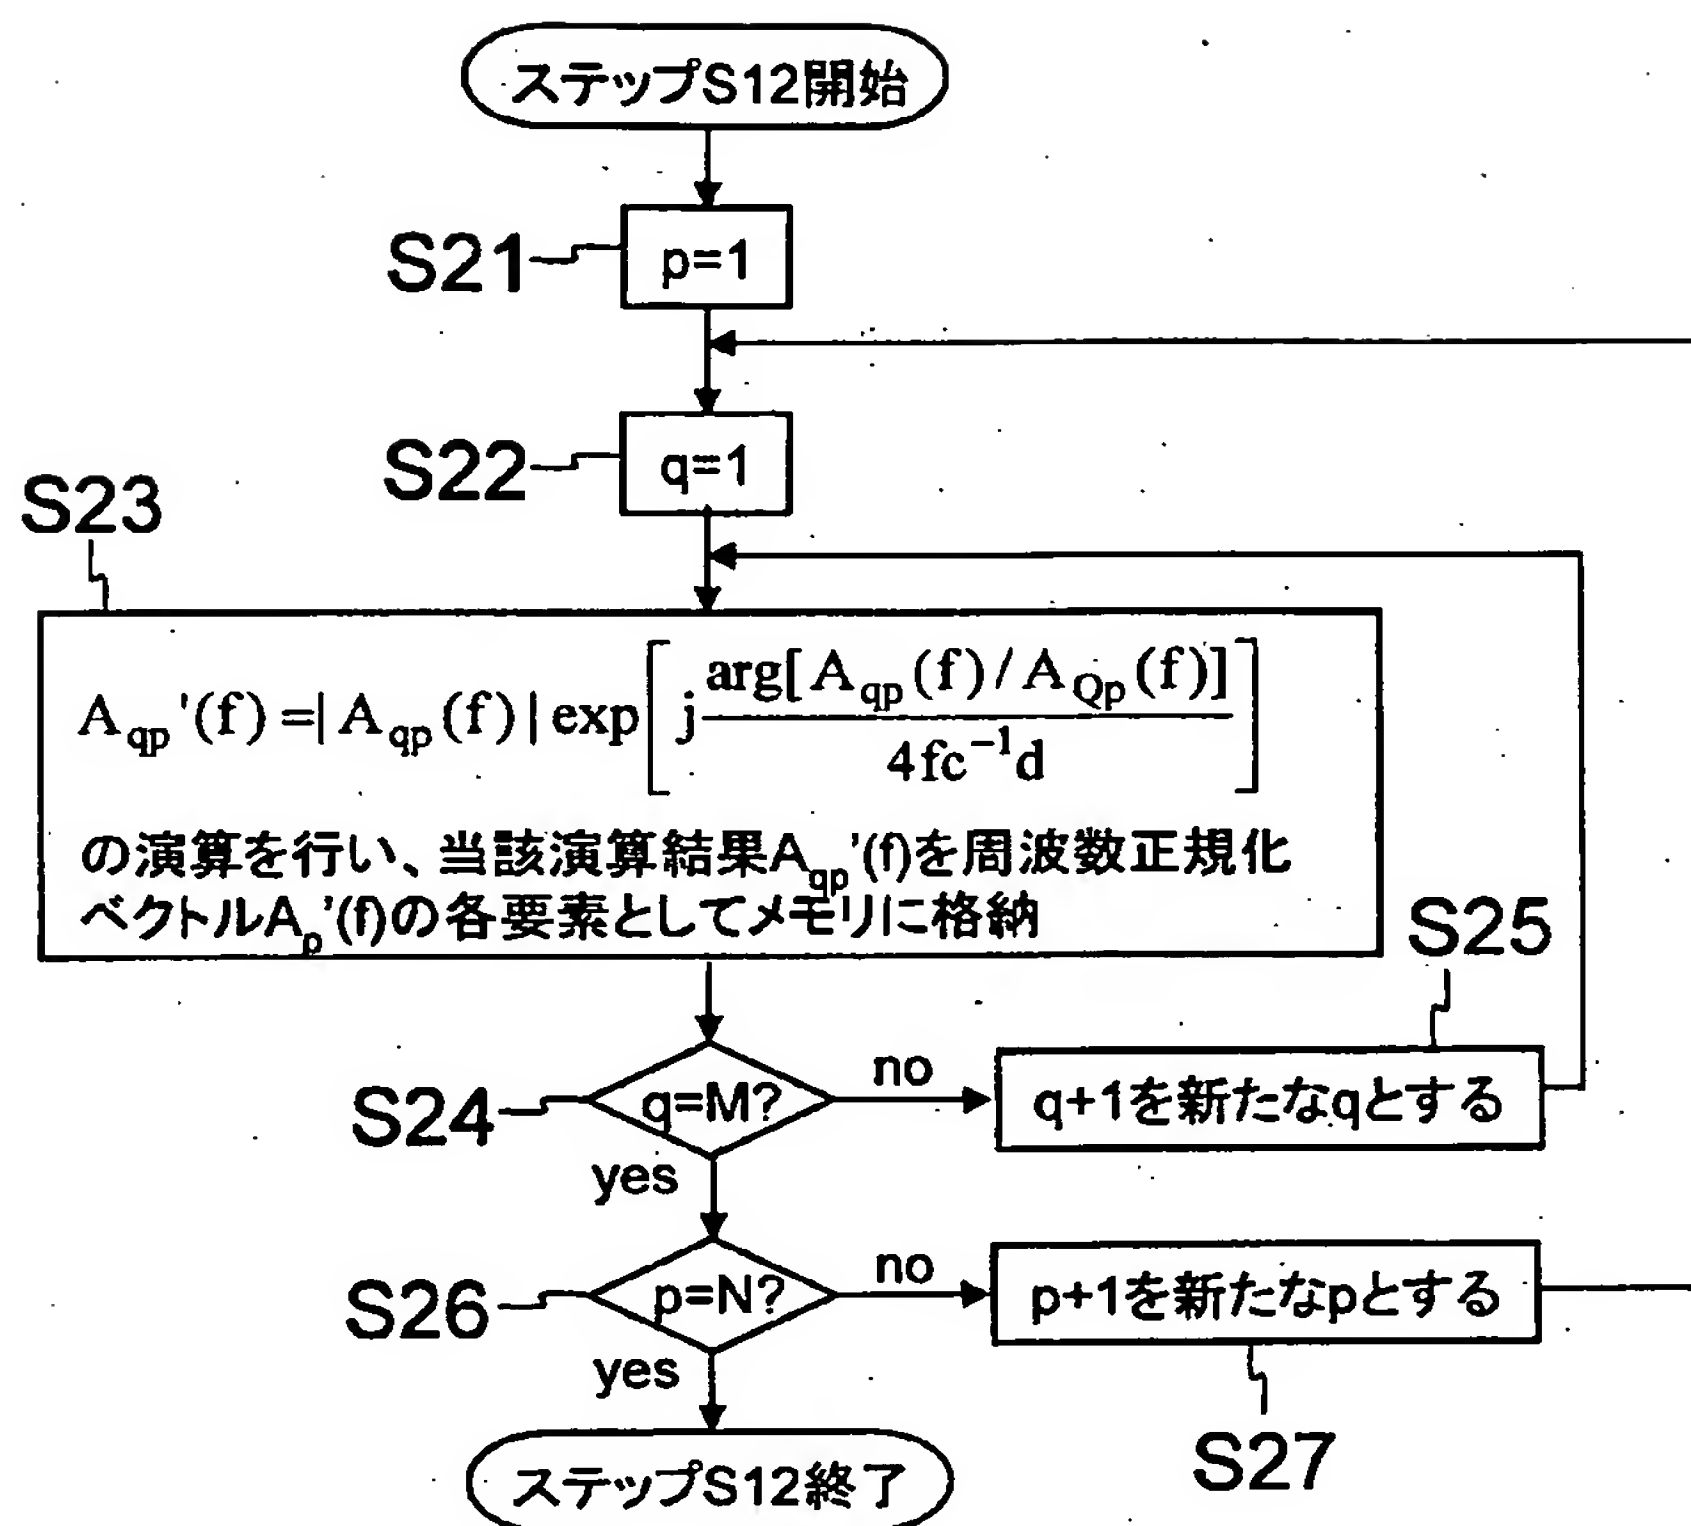 ステップS12開始
S21
p=1
S22
q=1
S23
A_qp'(f)=|A_qp(f)|exp[j arg[A_qp(f)/A_Qp(f)] / 4fc^-1d]
の演算を行い、当該演算結果A_qp'(f)を周波数正規化
ベクトルA_p'(f)の各要素としてメモリに格納
S24
q=M?
no
S25
q+1を新たなqとする
yes
S26
p=N?
no
p+1を新たなpとする
S27
yes
ステップS12終了